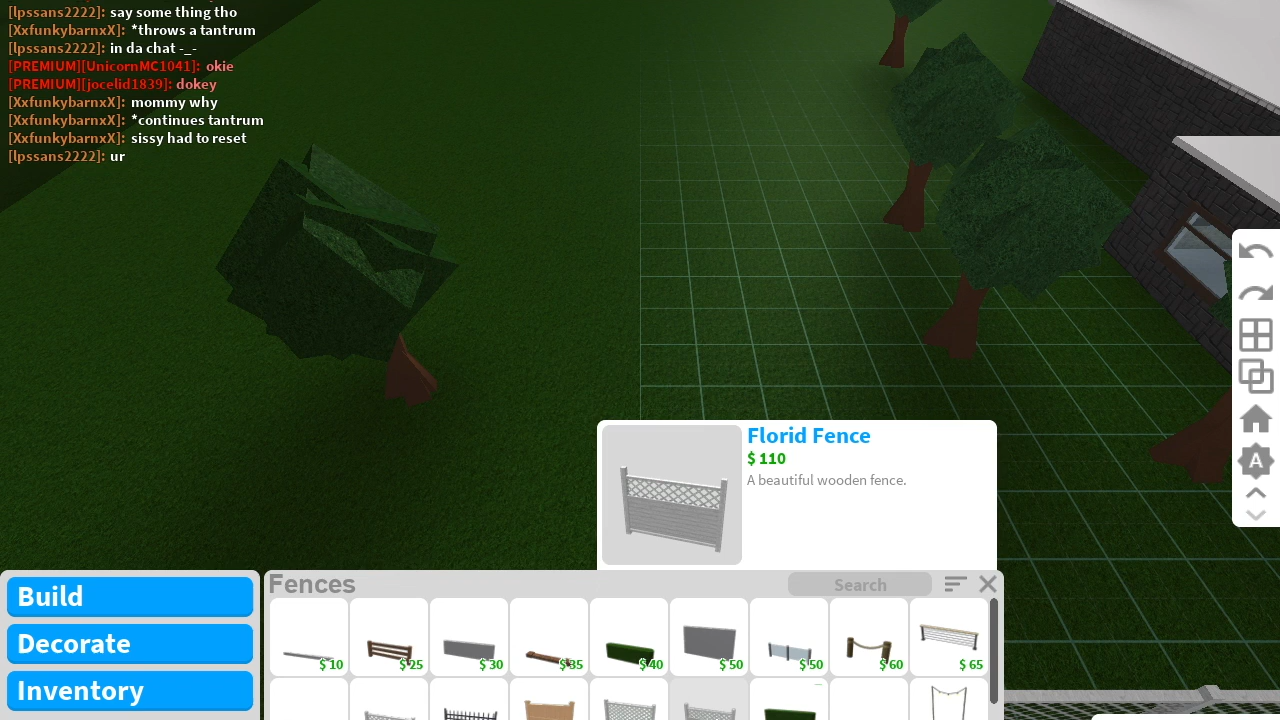 [lpssans2222]: say some thing tho
[XxfunkybarnxX]: *throws a tantrum
[lpssans2222]: in da chat -_-
[PREMIUM][UnicornMC1041]: okie
[PREMIUM][jocelid1839]: dokey
[XxfunkybarnxX]: mommy why
[XxfunkybarnxX]: *continues tantrum
[XxfunkybarnxX]: sissy had to reset
[lpssans2222]: ur
A
Florid Fence
$ 110
A beautiful wooden fence.
Build
Decorate
Inventory
Fences
Search
$ 10
$ 25
$ 30
$ 35
$ 40
$ 50
$ 50
$ 60
$ 65